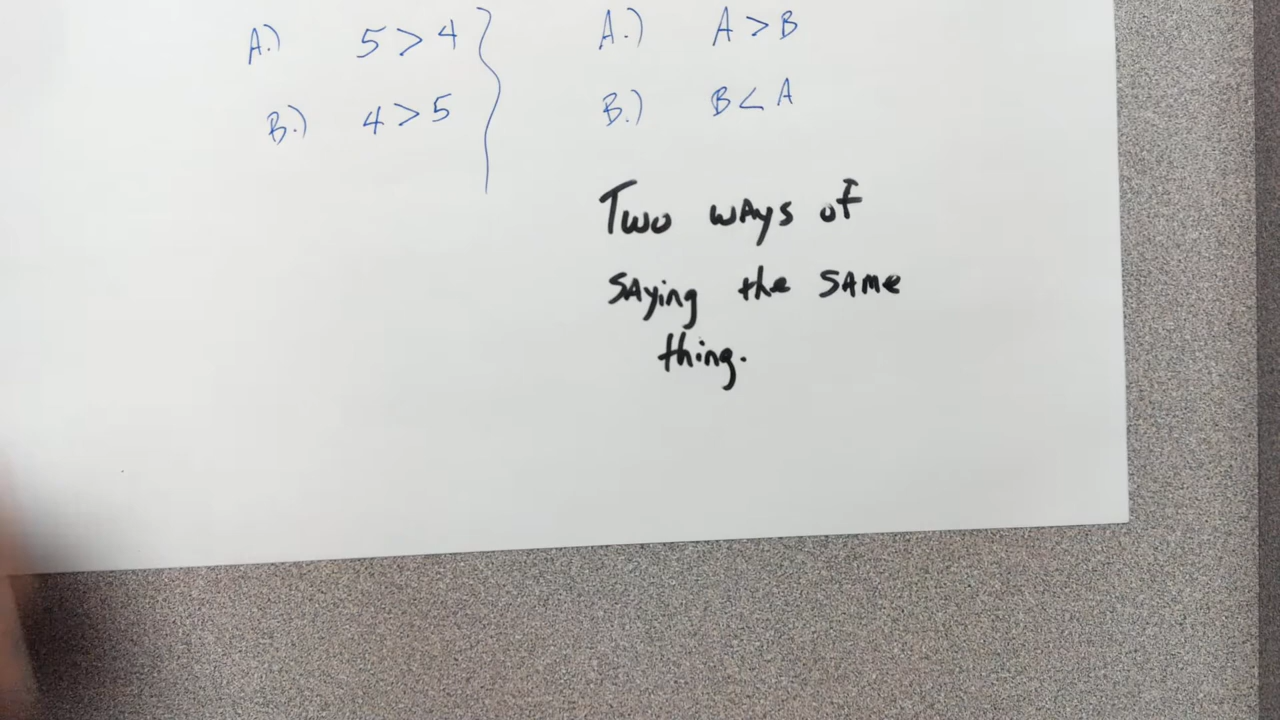 A.) 5 > 4
B.) 4 > 5
A.) A > B
B.) B < A
Two ways of
saying the same
thing.